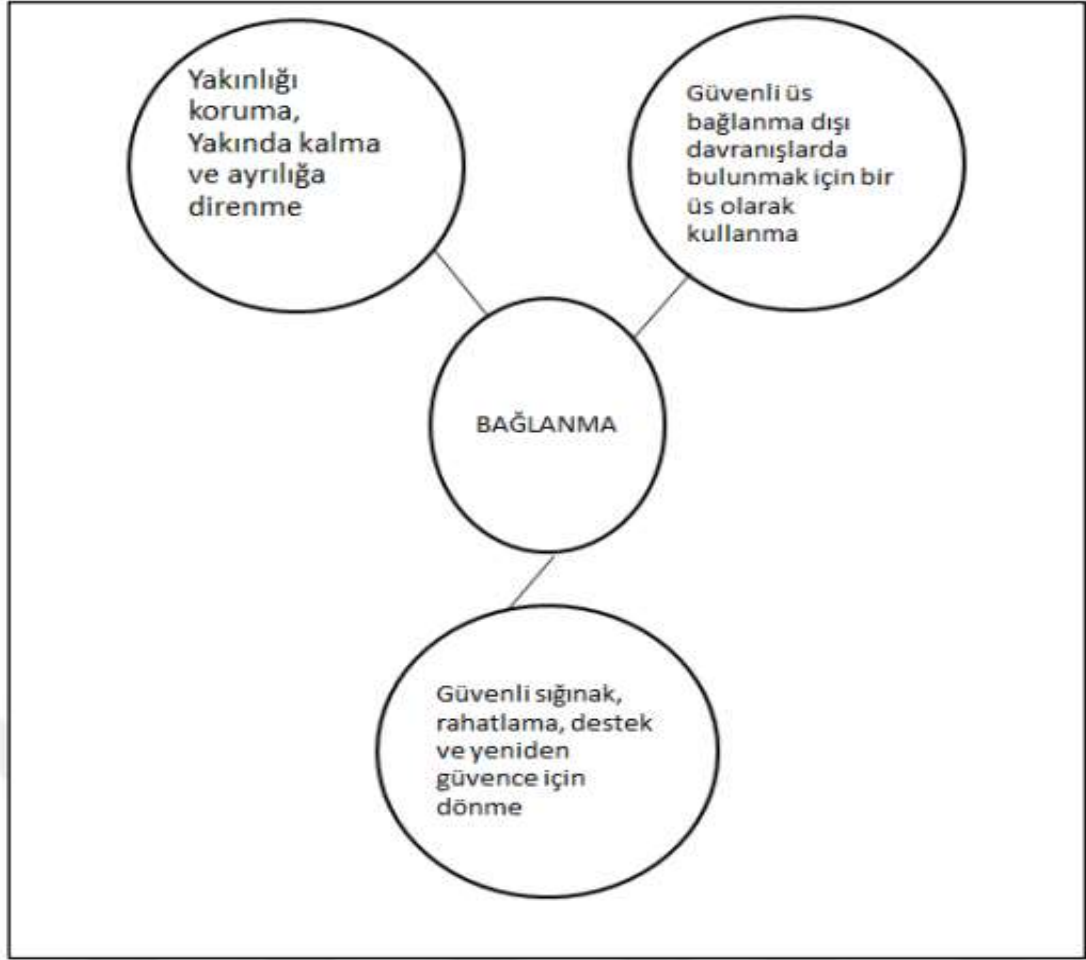 Yakınlığı
koruma,
Yakında kalma
ve ayrılığa
direnme
Güvenli üs
bağlanma dışı
davranışlarda
bulunmak için bir
üs olarak
kullanma
BAĞLANMA
Güvenli sığınak,
rahatlama, destek
ve yeniden
güvence için
dönme